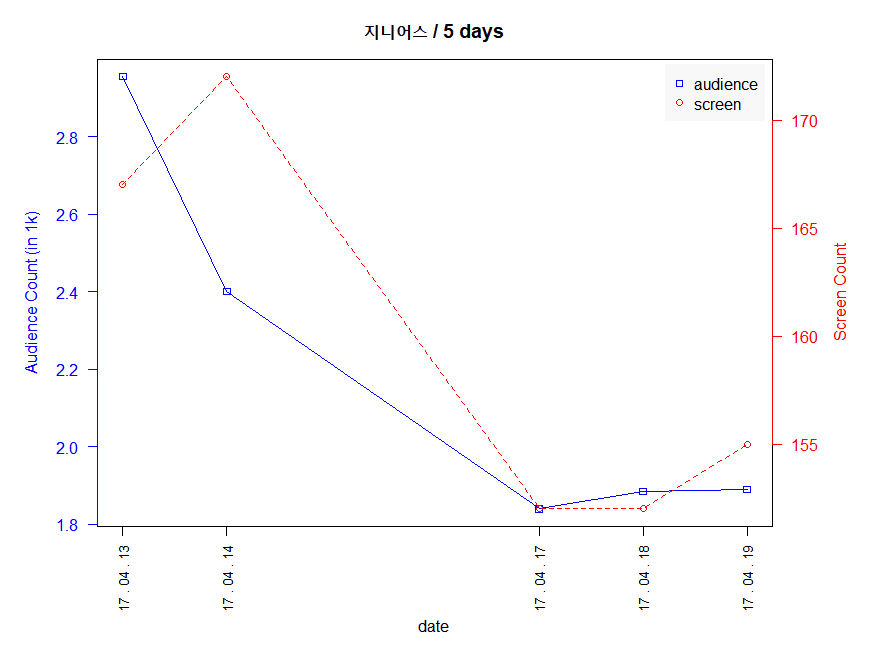 지니어스 / 5 days
audience
screen
Audience Count (in 1k)
2.8
2.6
2.4
2.2
2.0
1.8
170
165
160
155
Screen Count
17 . 04 . 13
17 . 04 . 14
17 . 04 . 17
17 . 04 . 18
17 . 04 . 19
date